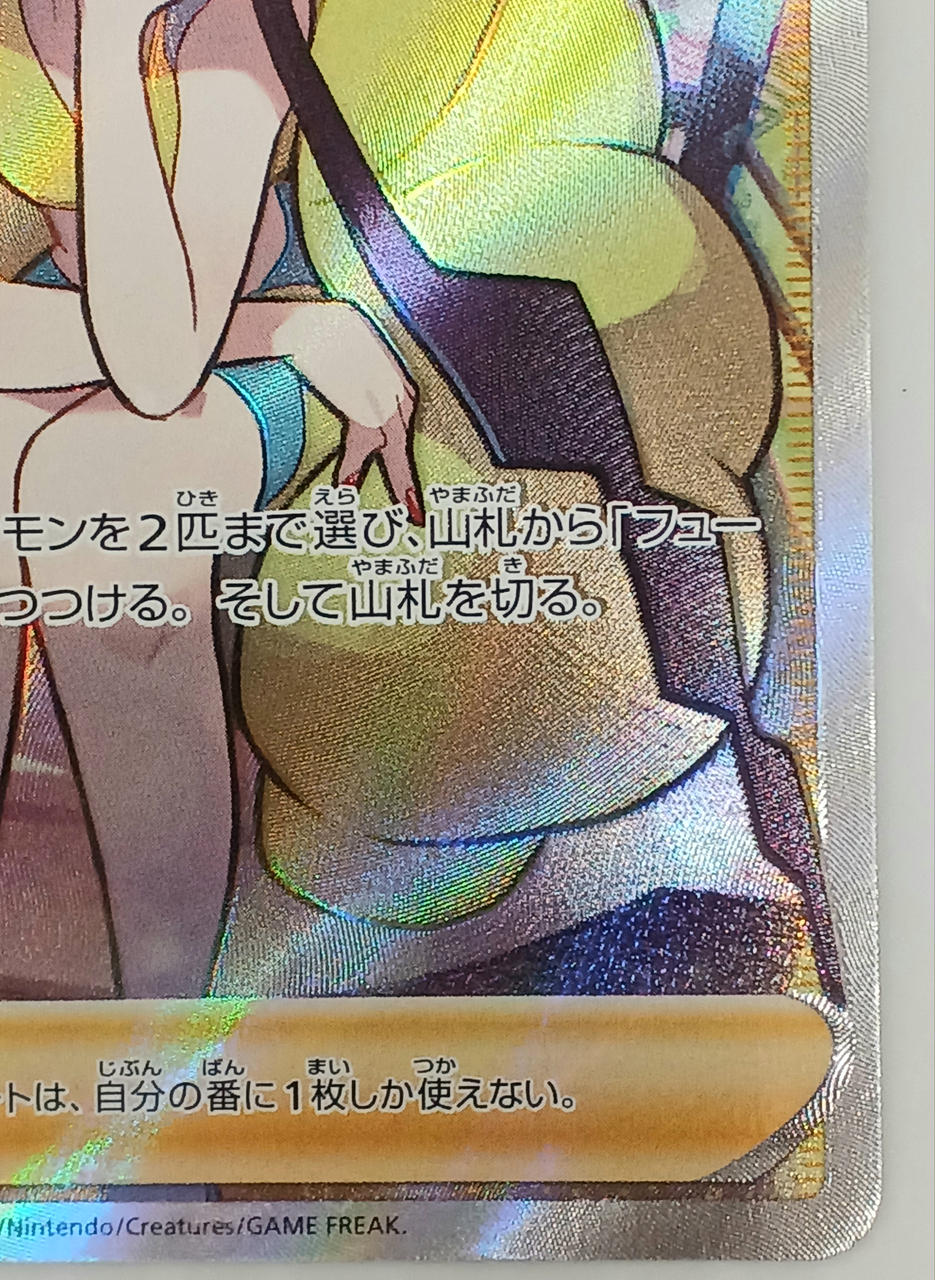 モンを2匹まで選び、山札から「フュー
つつける。そして山札を切る。
トは、自分の番に1枚しか使えない。
/Nintendo/Creatures/GAME FREAK.